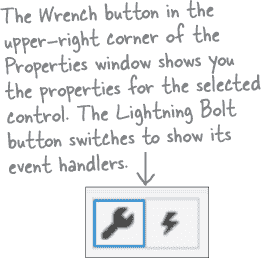 The Wrench button in the
upper-right corner of the
Properties window shows you
the properties for the selected
control. The Lightning Bolt
button switches to show its
event handlers.